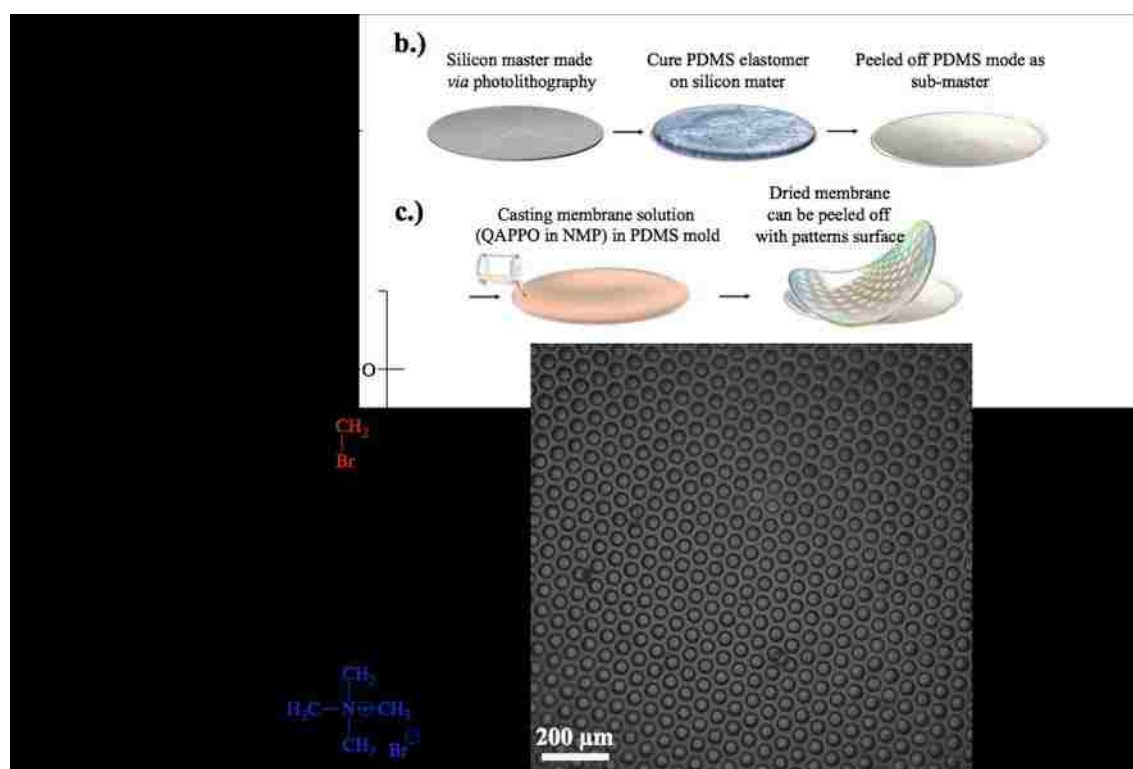 b.)
Silicon master made
via photolithography
Cure PDMS elastomer
on silicon mater
Peeled off PDMS mode as
sub-master
c.)
Casting membrane solution
(QAPPO in NMP) in PDMS mold
Dried membrane
can be peeled off
with patterns surface
O
CH2
Br
CH2
H3C N⊕CH3
CH3 Br⊖
200 µm